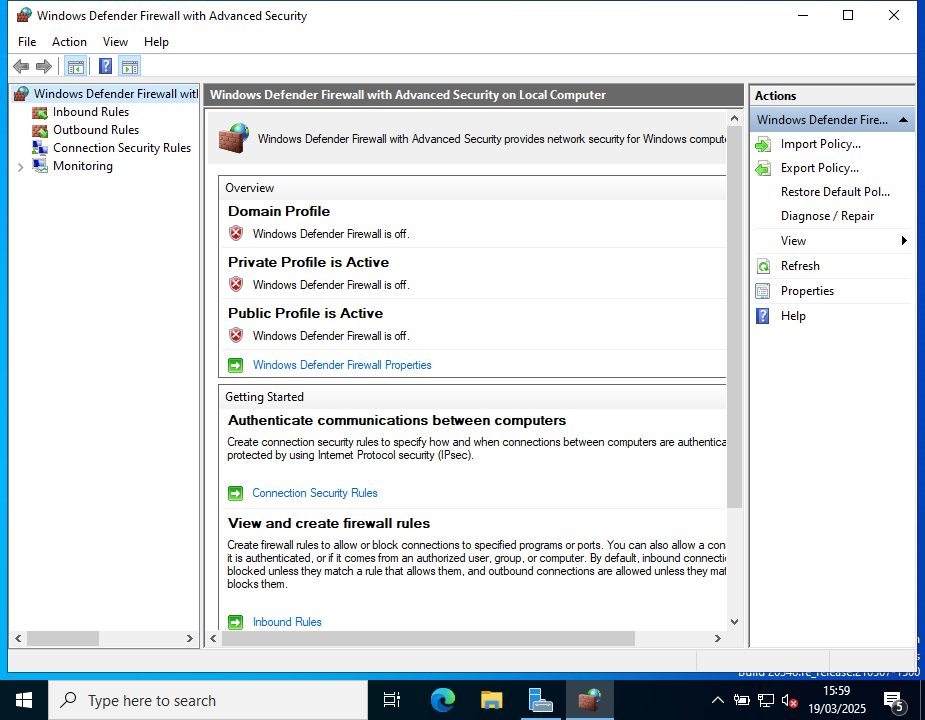 Windows Defender Firewall with Advanced Security
File Action View Help
Windows Defender Firewall wit
Inbound Rules
Outbound Rules
Connection Security Rules
Monitoring
Windows Defender Firewall with Advanced Security on Local Computer
Windows Defender Firewall with Advanced Security provides network security for Windows compute
Overview
Domain Profile
Windows Defender Firewall is off.
Private Profile is Active
Windows Defender Firewall is off.
Public Profile is Active
Windows Defender Firewall is off.
Windows Defender Firewall Properties
Getting Started
Authenticate communications between computers
Create connection security rules to specify how and when connections between computers are authentica
protected by using Internet Protocol security (IPsec).
Connection Security Rules
View and create firewall rules
Create firewall rules to allow or block connections to specified programs or ports. You can also allow a con
it is authenticated, or if it comes from an authorized user, group, or computer. By default, inbound connecti
blocked unless they match a rule that allows them, and outbound connections are allowed unless they mat
blocks them.
Inbound Rules
Actions
Windows Defender Fire...
Import Policy...
Export Policy...
Restore Default Pol...
Diagnose / Repair
View
Refresh
Properties
Help
Type here to search
15:59
19/03/2025
5